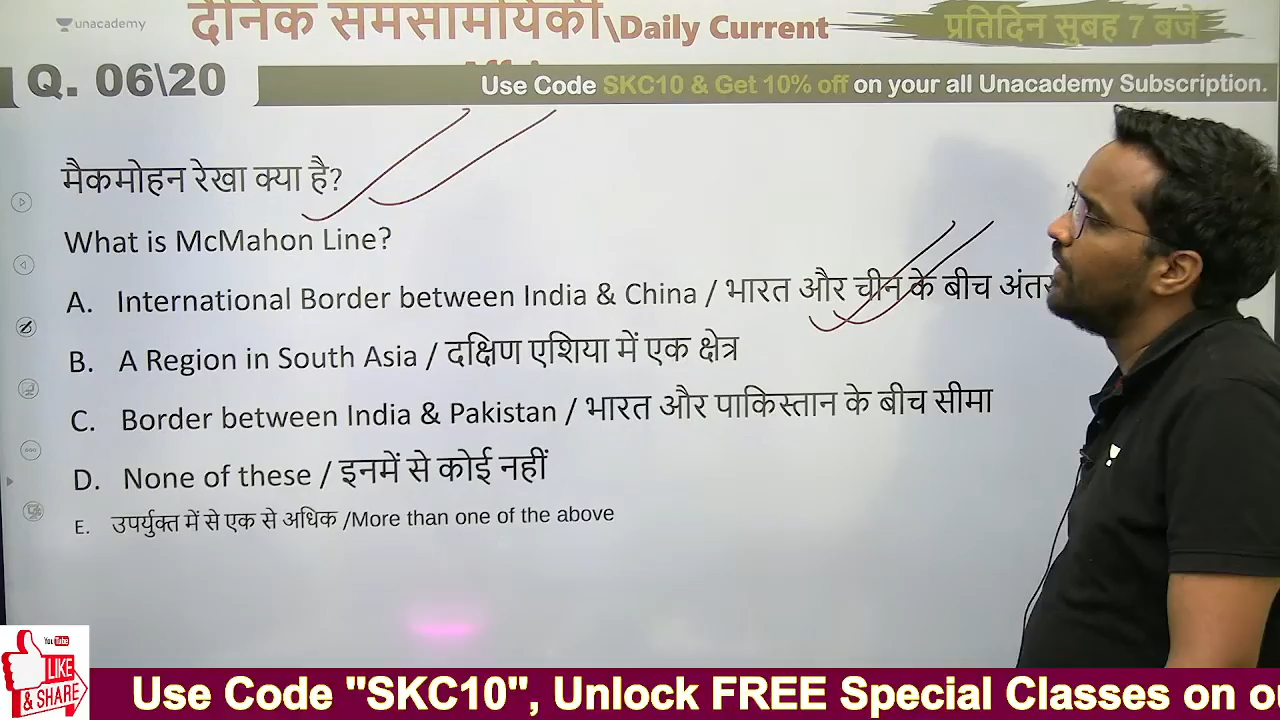 unacademy
दैनिक समसामयिकी\Daily Current
प्रतिदिन सुबह 7 बजे
Q. 06\20
Use Code SKC10 & Get 10% off on your all Unacademy Subscription.
मैकमोहन रेखा क्या है?
What is McMahon Line?
A. International Border between India & China / भारत और चीन के बीच
B. A Region in South Asia / दक्षिण एशिया में एक क्षेत्र
C. Border between India & Pakistan / भारत और पाकिस्तान के बीच सीमा
D. None of these / इनमें से कोई नहीं
E. उपर्युक्त में से एक से अधिक /More than one of the above
YouTube
LIKE
& SHARE
Use Code "SKC10", Unlock FREE Special Classes on